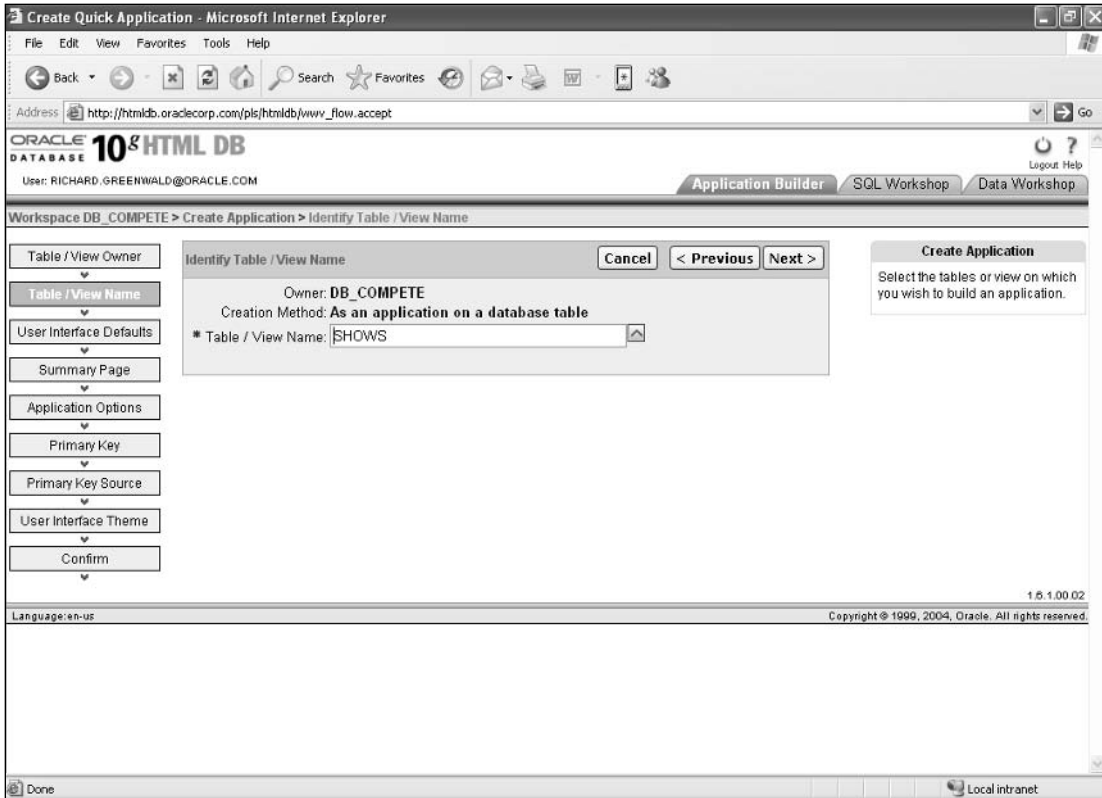 Create Quick Application - Microsoft Internet Explorer
File Edit View Favorites Tools Help
Back Search Favorites
Address http://htmldb.oraclecorp.com/pls/htmldb/wwv_flow.accept Go
ORACLE DATABASE 10g HTML DB
Logout Help
User: RICHARD.GREENWALD@ORACLE.COM
Application Builder SQL Workshop Data Workshop
Workspace DB_COMPETE > Create Application > Identify Table / View Name
Table / View Owner
Table / View Name
User Interface Defaults
Summary Page
Application Options
Primary Key
Primary Key Source
User Interface Theme
Confirm
Identify Table / View Name Cancel < Previous Next >
Owner: DB_COMPETE
Creation Method: As an application on a database table
* Table / View Name: SHOWS
Create Application
Select the tables or view on which
you wish to build an application.
1.6.1.00.02
Language:en-us Copyright © 1999, 2004, Oracle. All rights reserved.
Done Local intranet